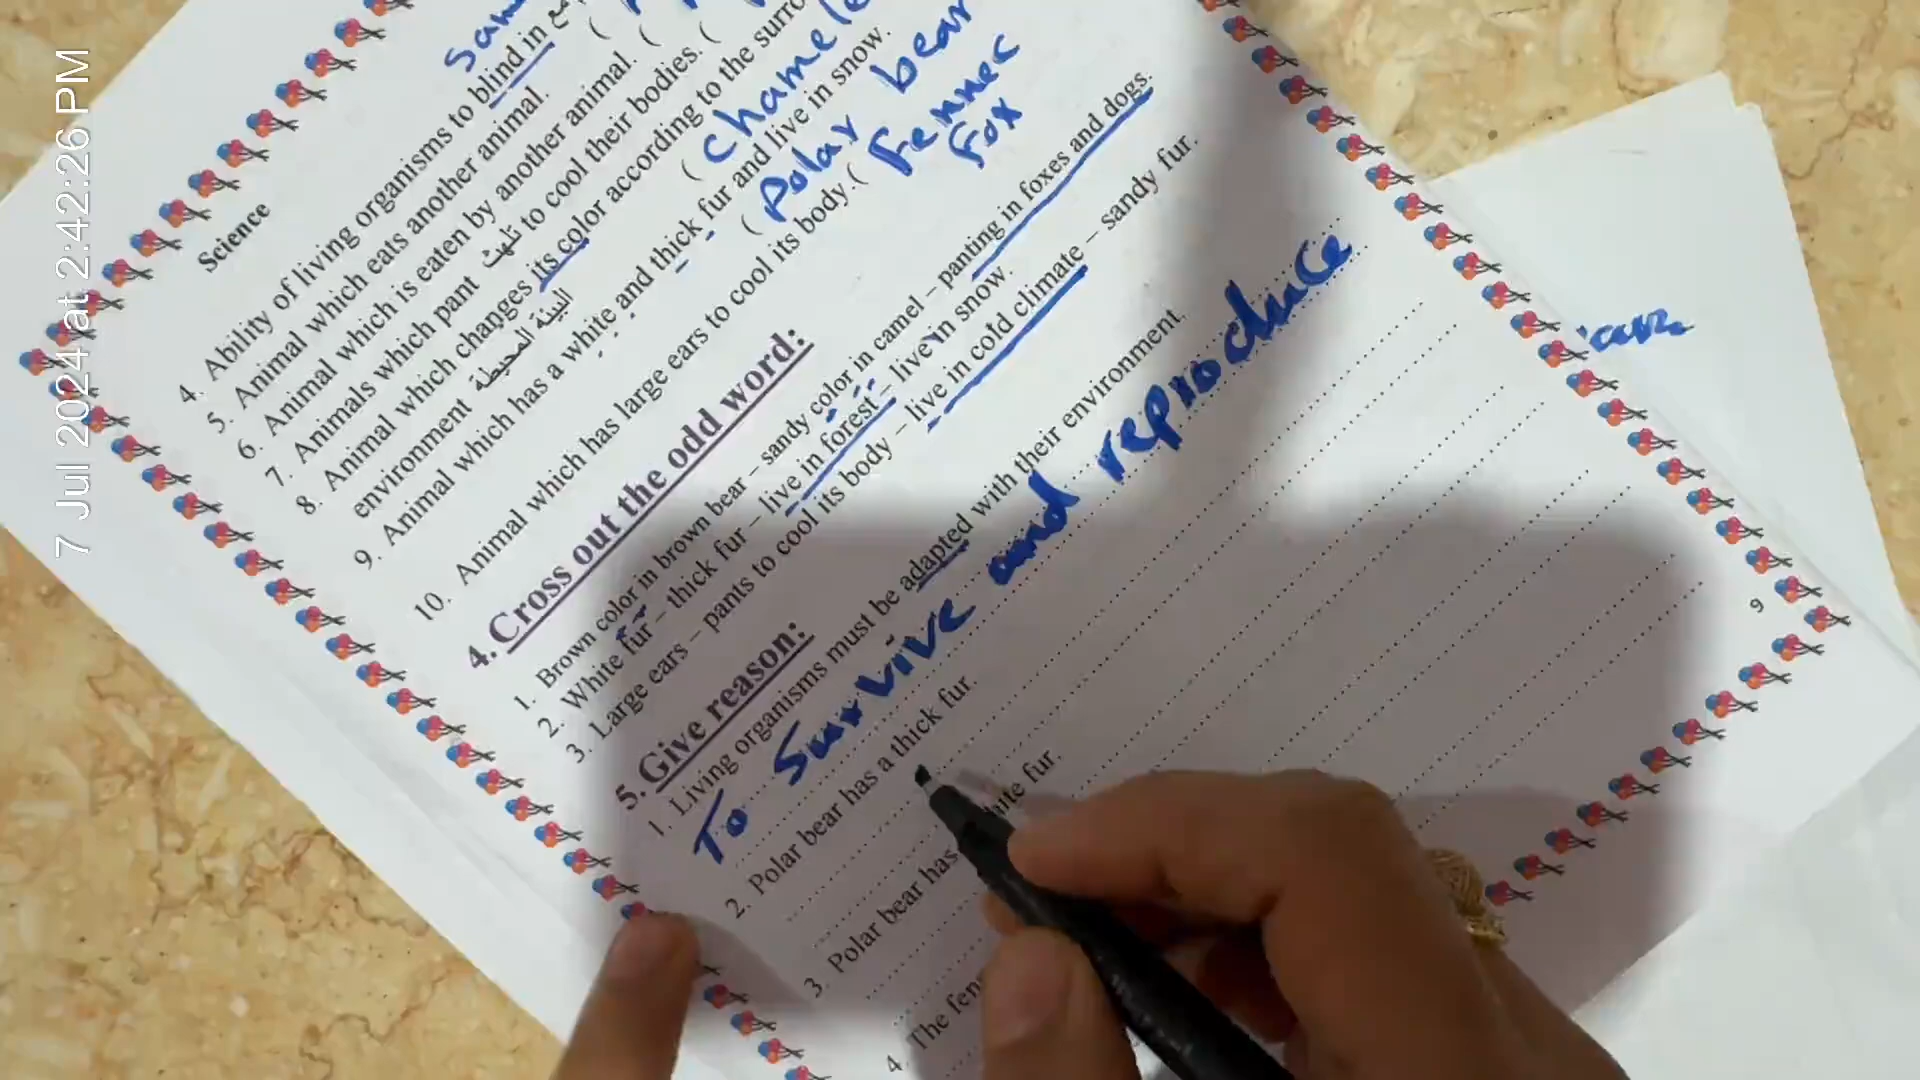 7 Jul 2024 at 2:42:26 PM
Science
4. Ability of living organisms to blind in
5. Animal which eats another animal.
6. Animal which is eaten by another animal. (
7. Animals which pant تلهث to cool their bodies. (
8. Animal which changes its color according to the
environment البيئة المحيطة ( chamele
9. Animal which has a white and thick fur and live in snow.
( Polar bear
10. Animal which has large ears to cool its body.( Fennec
Fox
4. Cross out the odd word:
1. Brown color in brown bear – sandy color in camel – panting in foxes and dogs.
2. White fur – thick fur – live in forest – live in snow.
3. Large ears – pants to cool its body – live in cold climate – sandy fur.
5. Give reason:
1. Living organisms must be adapted with their environment.
To survive and reproduce
2. Polar bear has a thick fur.
3. Polar bear has hite fur.
4. The fen
9